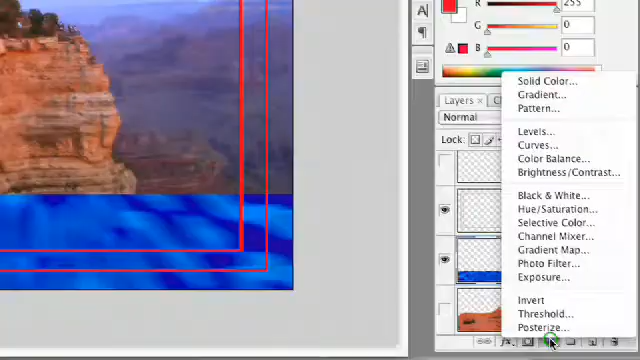 R
255
G
0
B
0
Layers ×
Normal
Lock:
Solid Color...
Gradient...
Pattern...
Levels...
Curves...
Color Balance...
Brightness/Contrast...
Black & White...
Hue/Saturation...
Selective Color...
Channel Mixer...
Gradient Map...
Photo Filter...
Exposure...
Invert
Threshold...
Posterize...